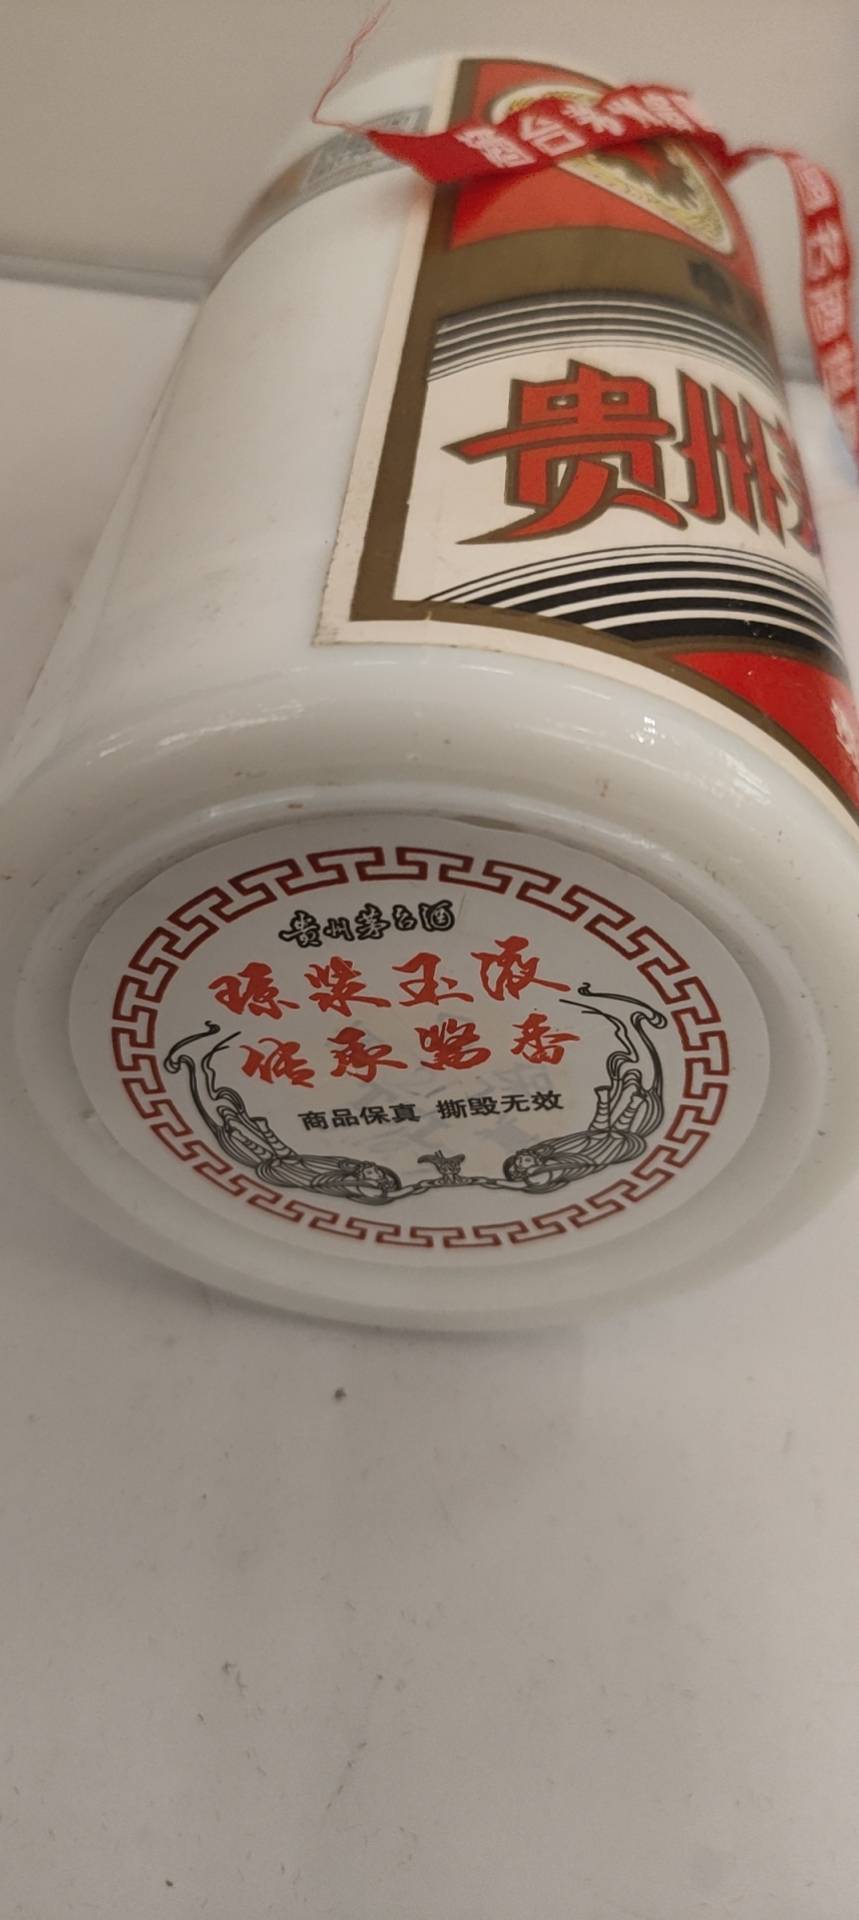 贵州
贵州茅台酒
琼浆玉液
传承酱香
商品保真 撕毁无效